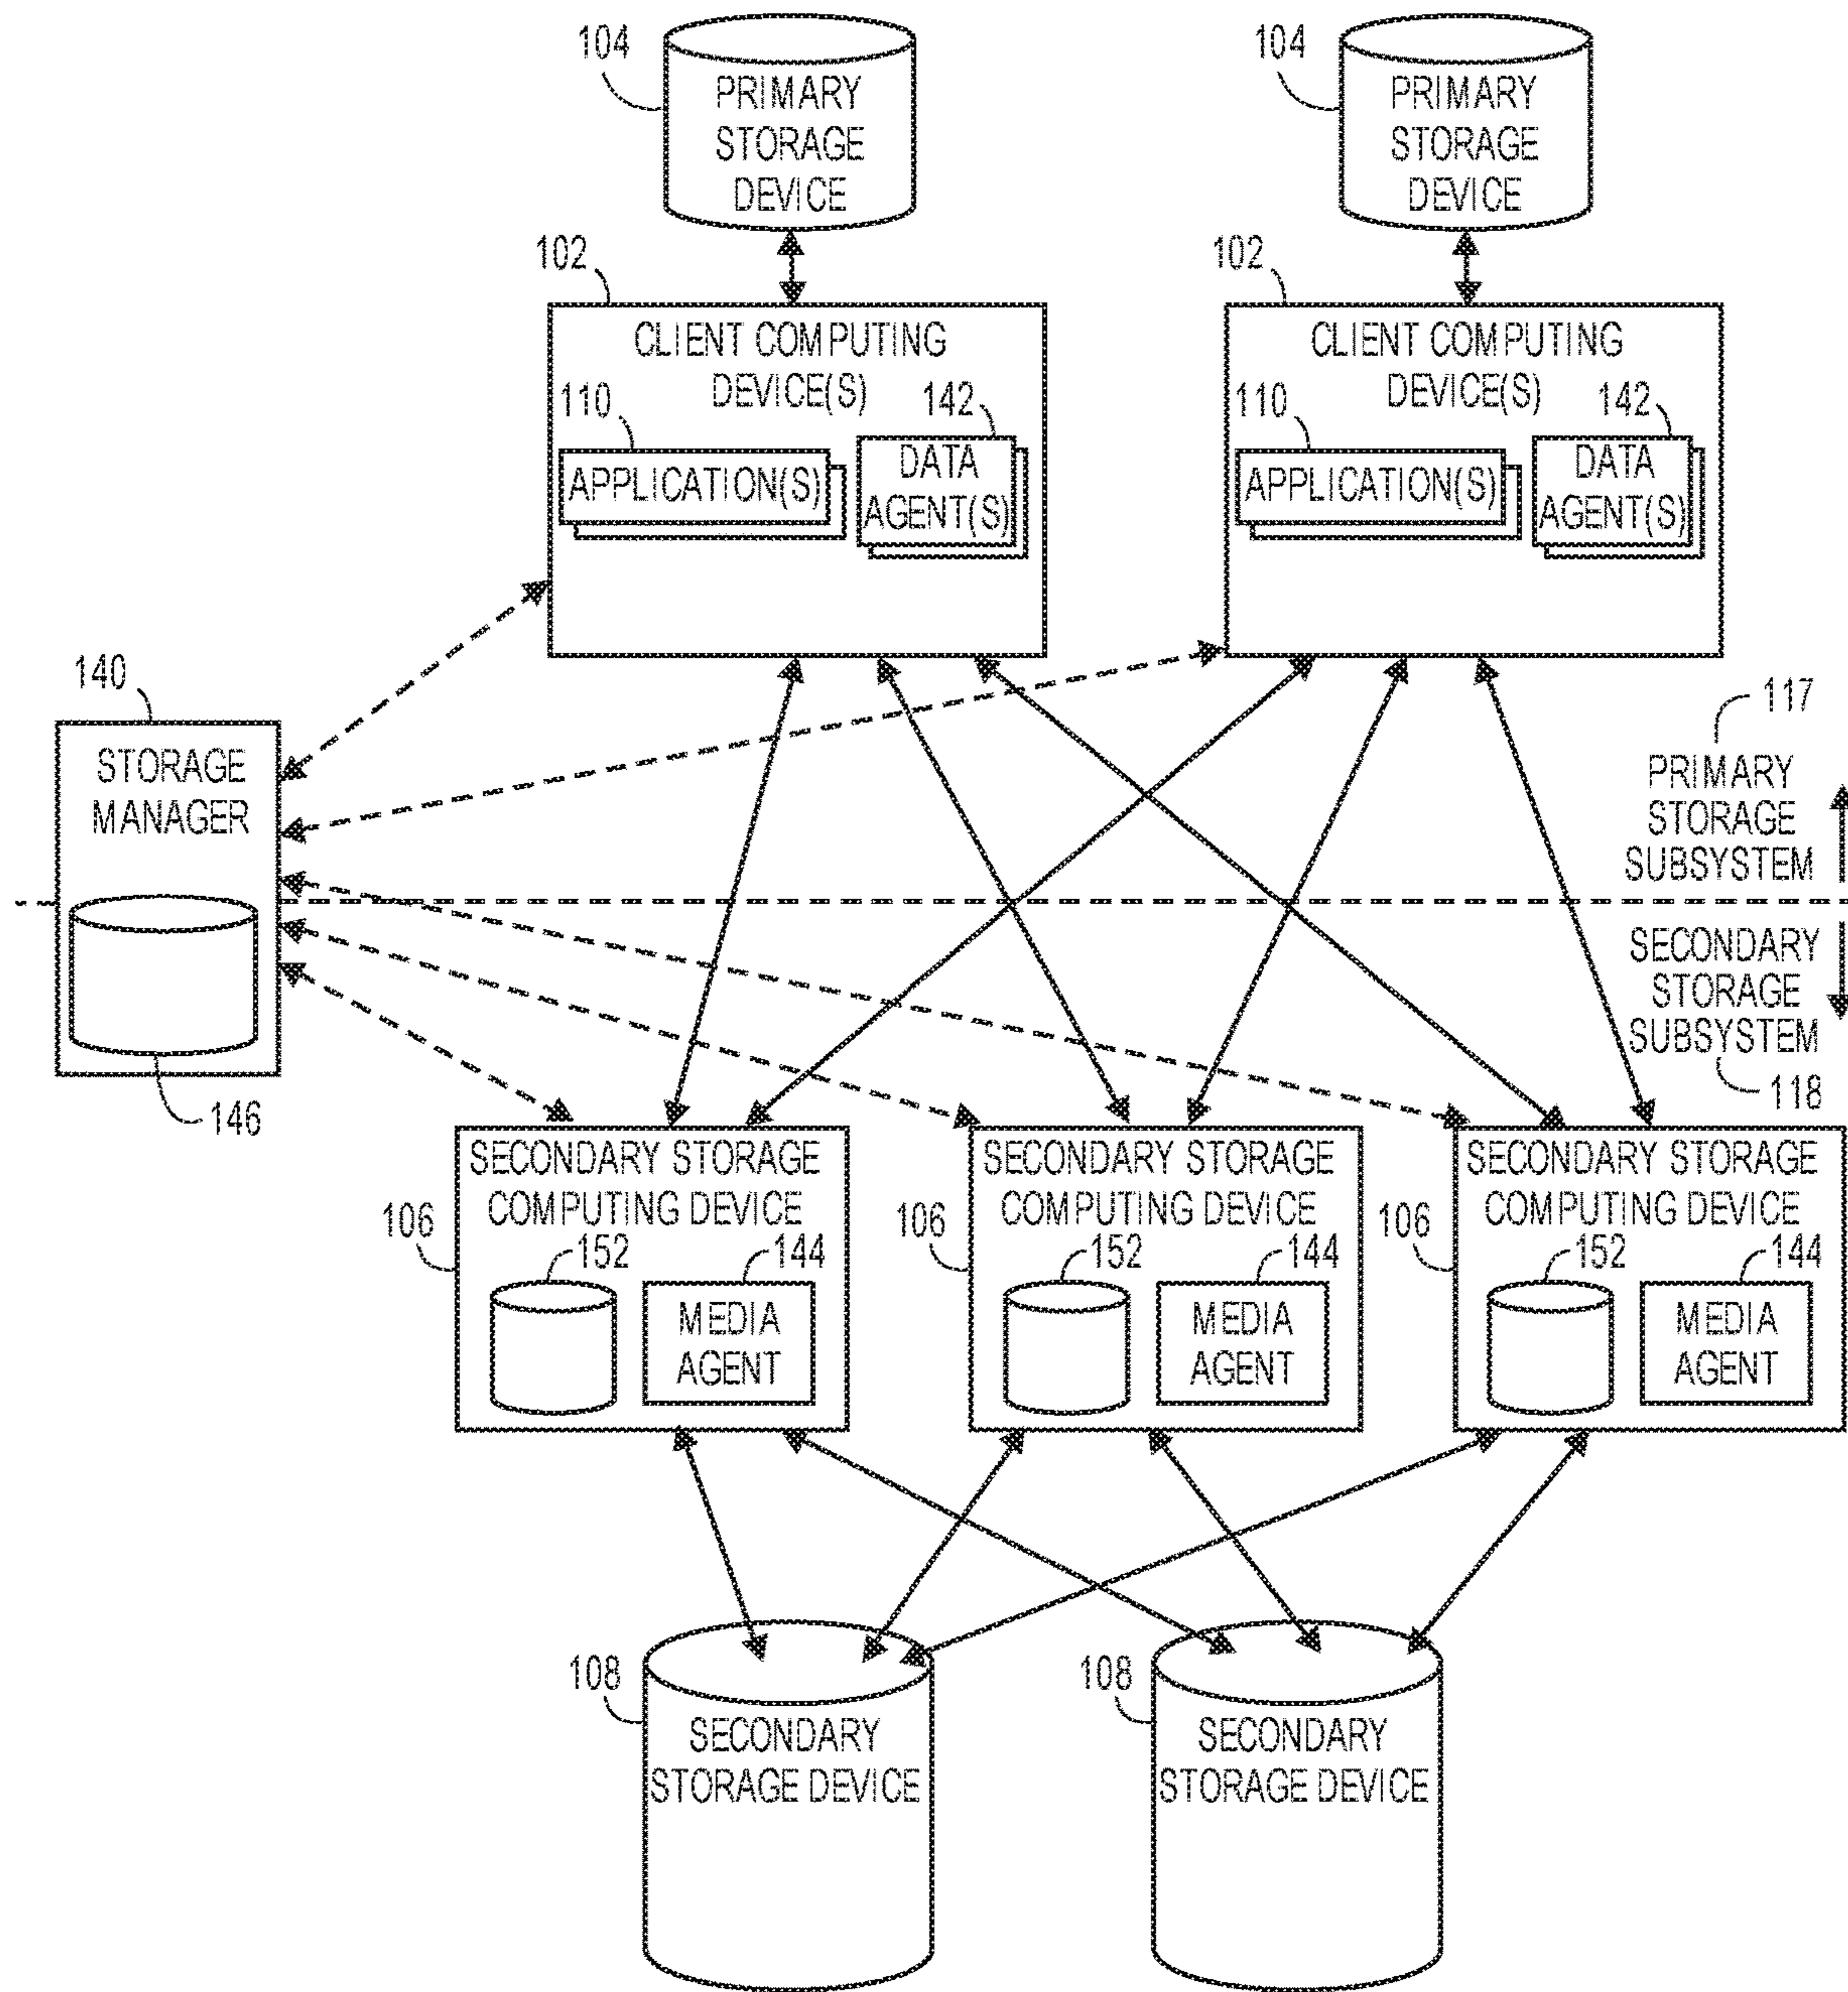 104
PRIMARY
STORAGE
DEVICE
104
PRIMARY
STORAGE
DEVICE
102
CLIENT COMPUTING
DEVICE(S)
110
142
APPLICATION(S)
DATA
AGENT(S)
102
CLIENT COMPUTING
DEVICE(S)
110
142
APPLICATION(S)
DATA
AGENT(S)
140
STORAGE
MANAGER
146
117
PRIMARY
STORAGE
SUBSYSTEM
SECONDARY
STORAGE
SUBSYSTEM
118
106
SECONDARY STORAGE
COMPUTING DEVICE
152
144
MEDIA
AGENT
106
SECONDARY STORAGE
COMPUTING DEVICE
152
144
MEDIA
AGENT
106
SECONDARY STORAGE
COMPUTING DEVICE
152
144
MEDIA
AGENT
108
SECONDARY
STORAGE DEVICE
108
SECONDARY
STORAGE DEVICE